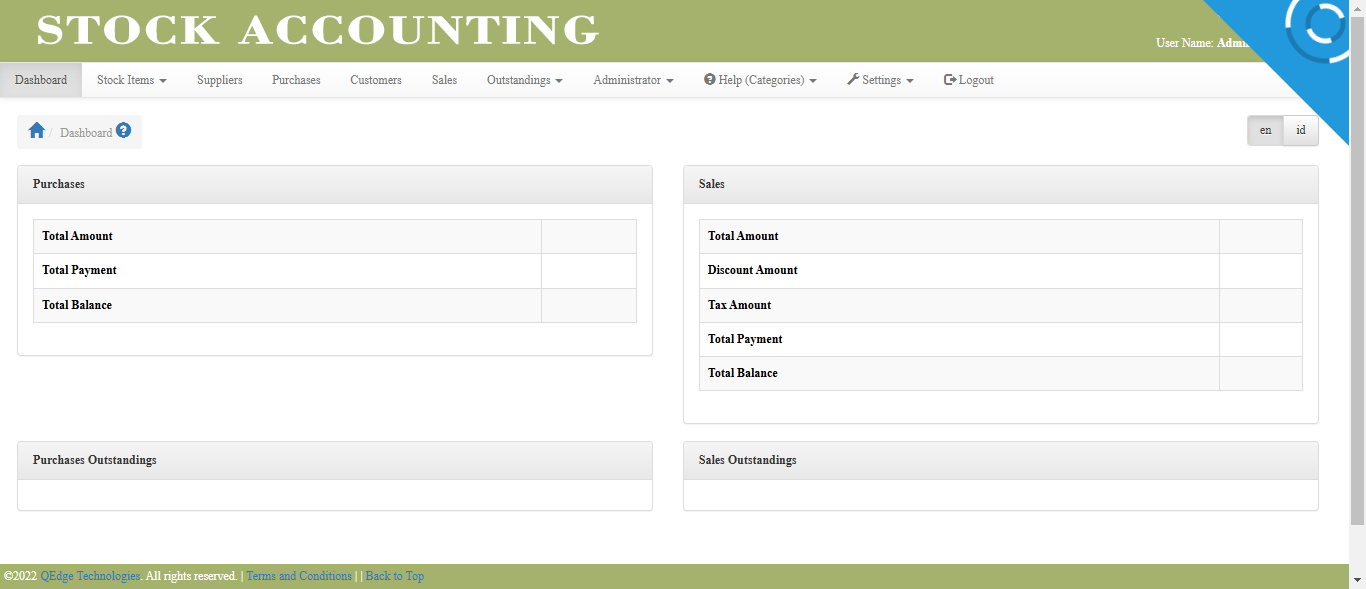 STOCK ACCOUNTING
User Name:
Dashboard Stock Items Suppliers Purchases Customers Sales Outstandings Administrator Help (Categories) Settings Logout
/ Dashboard
en id
Purchases
Total Amount
Total Payment
Total Balance
Sales
Total Amount
Discount Amount
Tax Amount
Total Payment
Total Balance
Purchases Outstandings
Sales Outstandings
©2022 QEdge Technologies. All rights reserved. | Terms and Conditions | | Back to Top